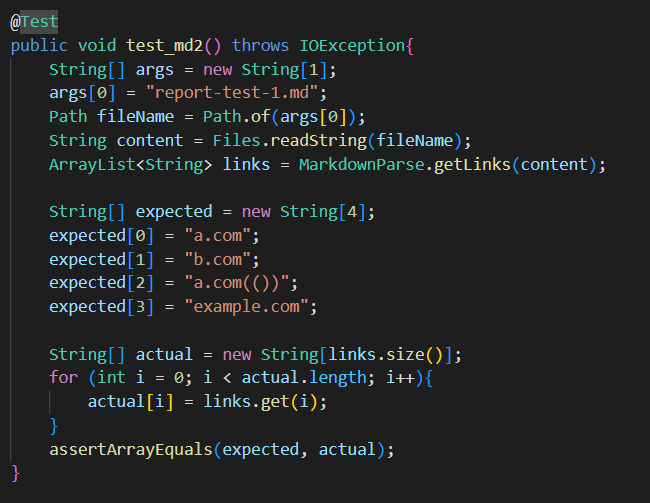 @Test
public void test_md2() throws IOException{
    String[] args = new String[1];
    args[0] = "report-test-1.md";
    Path fileName = Path.of(args[0]);
    String content = Files.readString(fileName);
    ArrayList<String> links = MarkdownParse.getLinks(content);

    String[] expected = new String[4];
    expected[0] = "a.com";
    expected[1] = "b.com";
    expected[2] = "a.com(())";
    expected[3] = "example.com";

    String[] actual = new String[links.size()];
    for (int i = 0; i < actual.length; i++){
        actual[i] = links.get(i);
    }
    assertArrayEquals(expected, actual);
}